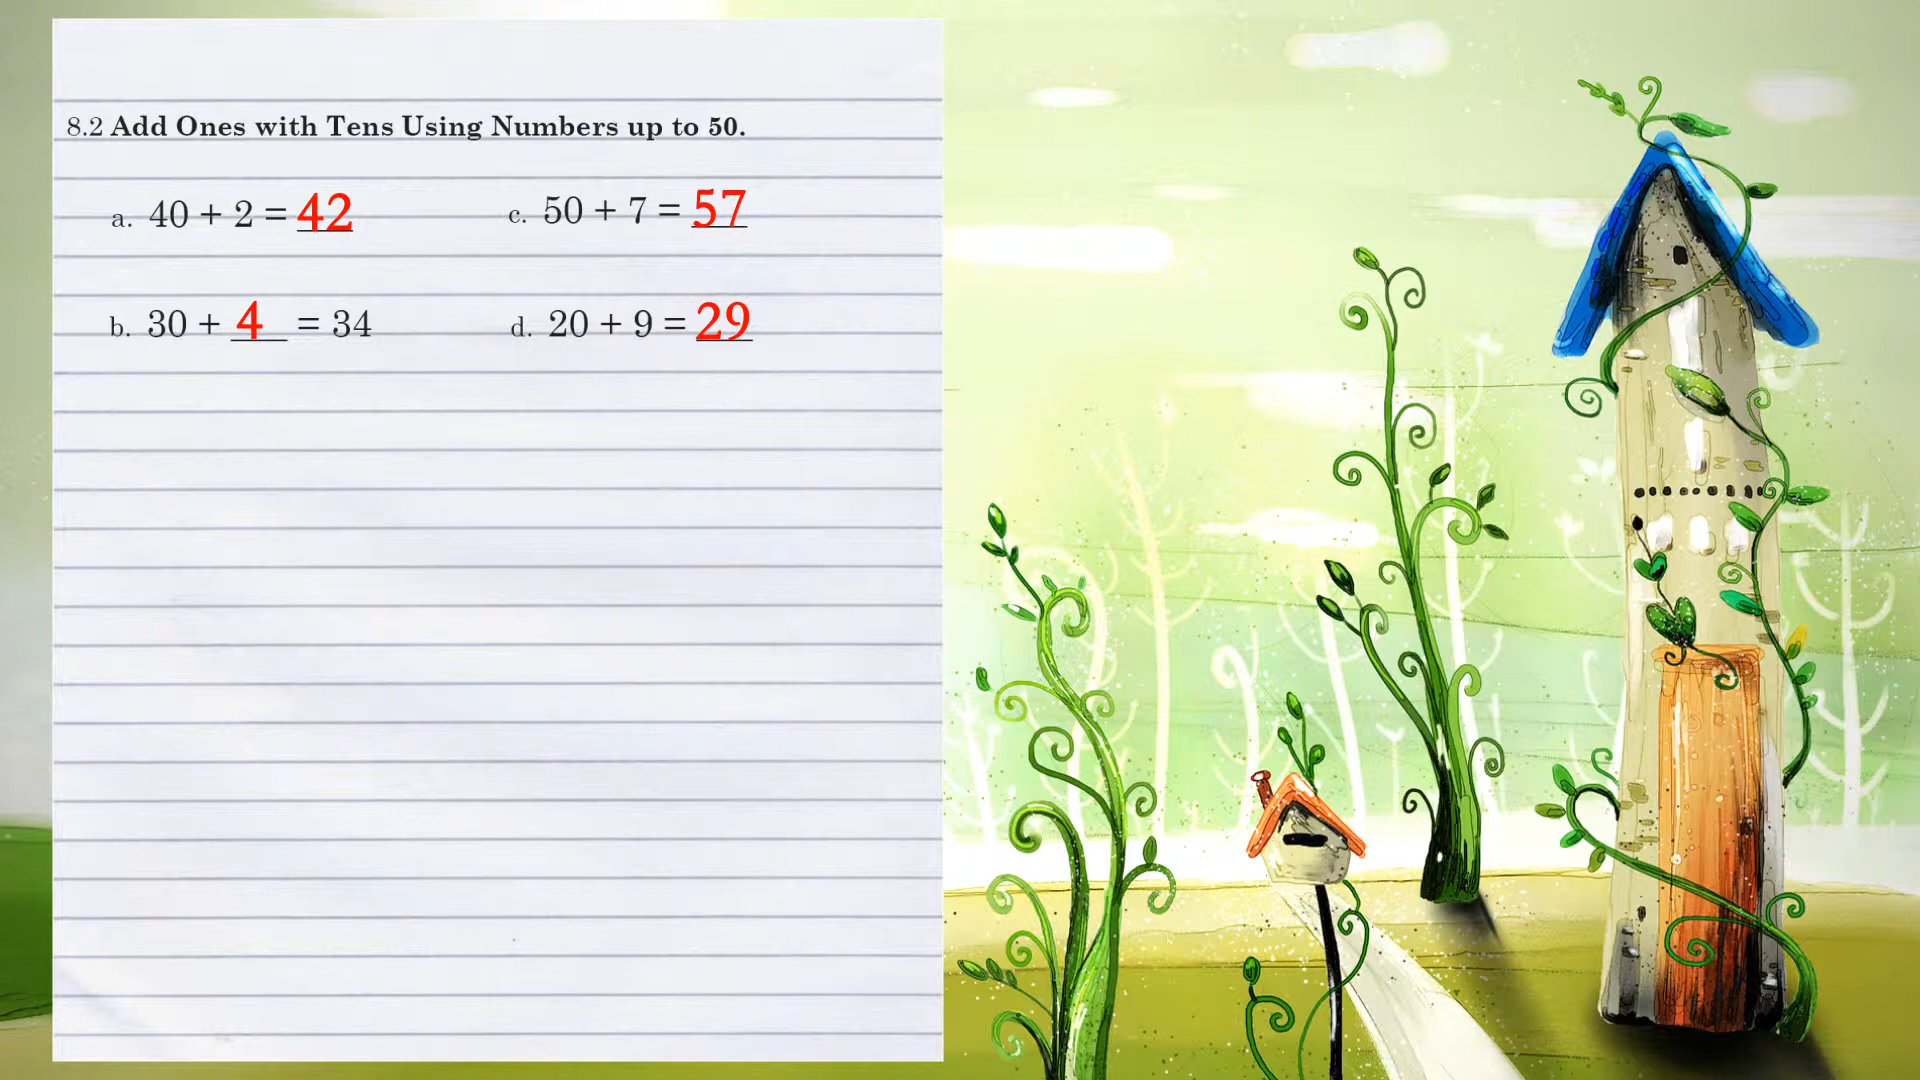 8.2 Add Ones with Tens Using Numbers up to 50.
a. 40 + 2 = 42
c. 50 + 7 = 57
b. 30 + 4 = 34
d. 20 + 9 = 29